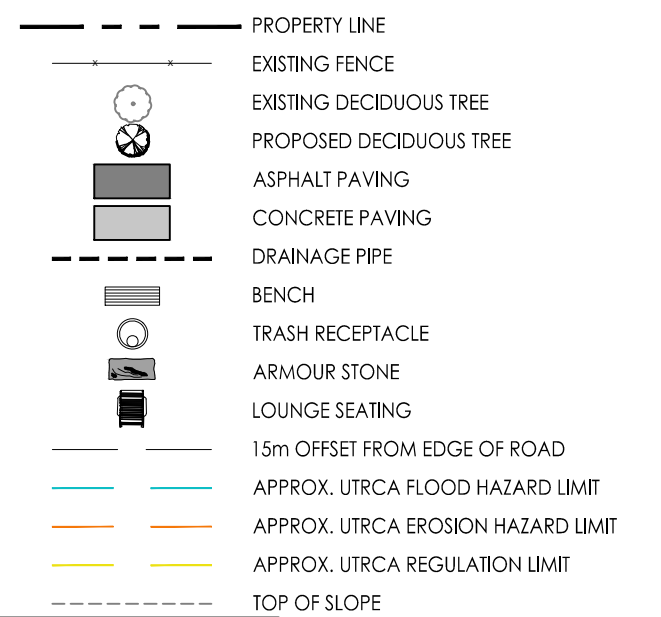 PROPERTY LINE
EXISTING FENCE
EXISTING DECIDUOUS TREE
PROPOSED DECIDUOUS TREE
ASPHALT PAVING
CONCRETE PAVING
DRAINAGE PIPE
BENCH
TRASH RECEPTACLE
ARMOUR STONE
LOUNGE SEATING
15m OFFSET FROM EDGE OF ROAD
APPROX. UTRCA FLOOD HAZARD LIMIT
APPROX. UTRCA EROSION HAZARD LIMIT
APPROX. UTRCA REGULATION LIMIT
TOP OF SLOPE